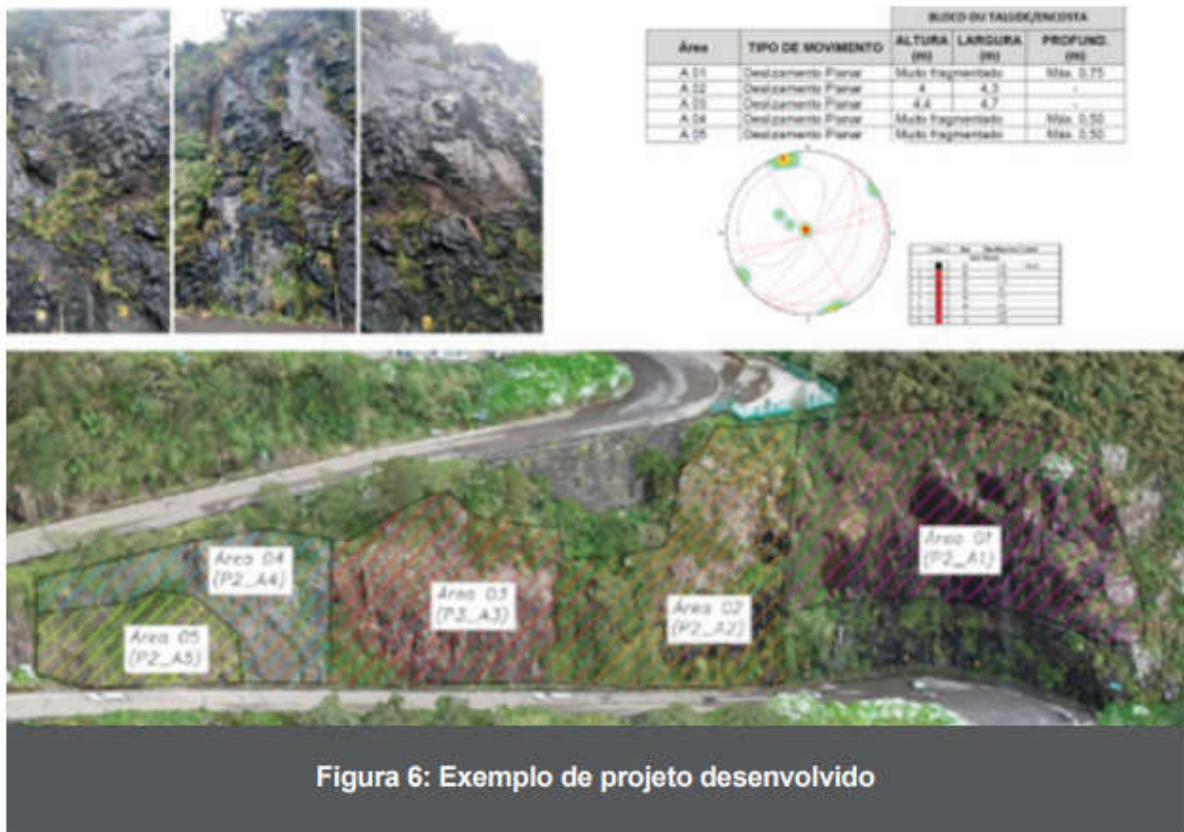 BLOCO OU TALUDE/ENCOSTA
Área TIPO DE MOVIMENTO ALTURA (m) LARGURA (m) PROFUND. (m)
A 01 Deslizamento Planar Muito fragmentado Máx. 0,75
A 02 Deslizamento Planar 4 4,3 -
A 03 Deslizamento Planar 4,4 4,7 -
A 04 Deslizamento Planar Muito fragmentado Máx. 0,50
A 05 Deslizamento Planar Muito fragmentado Máx. 0,50
Área 01
(P2_A1)
Área 04
(P2_A4)
Área 03
(P3_A3)
Área 02
(P2_A2)
Área 05
(P2_A5)
Figura 6: Exemplo de projeto desenvolvido